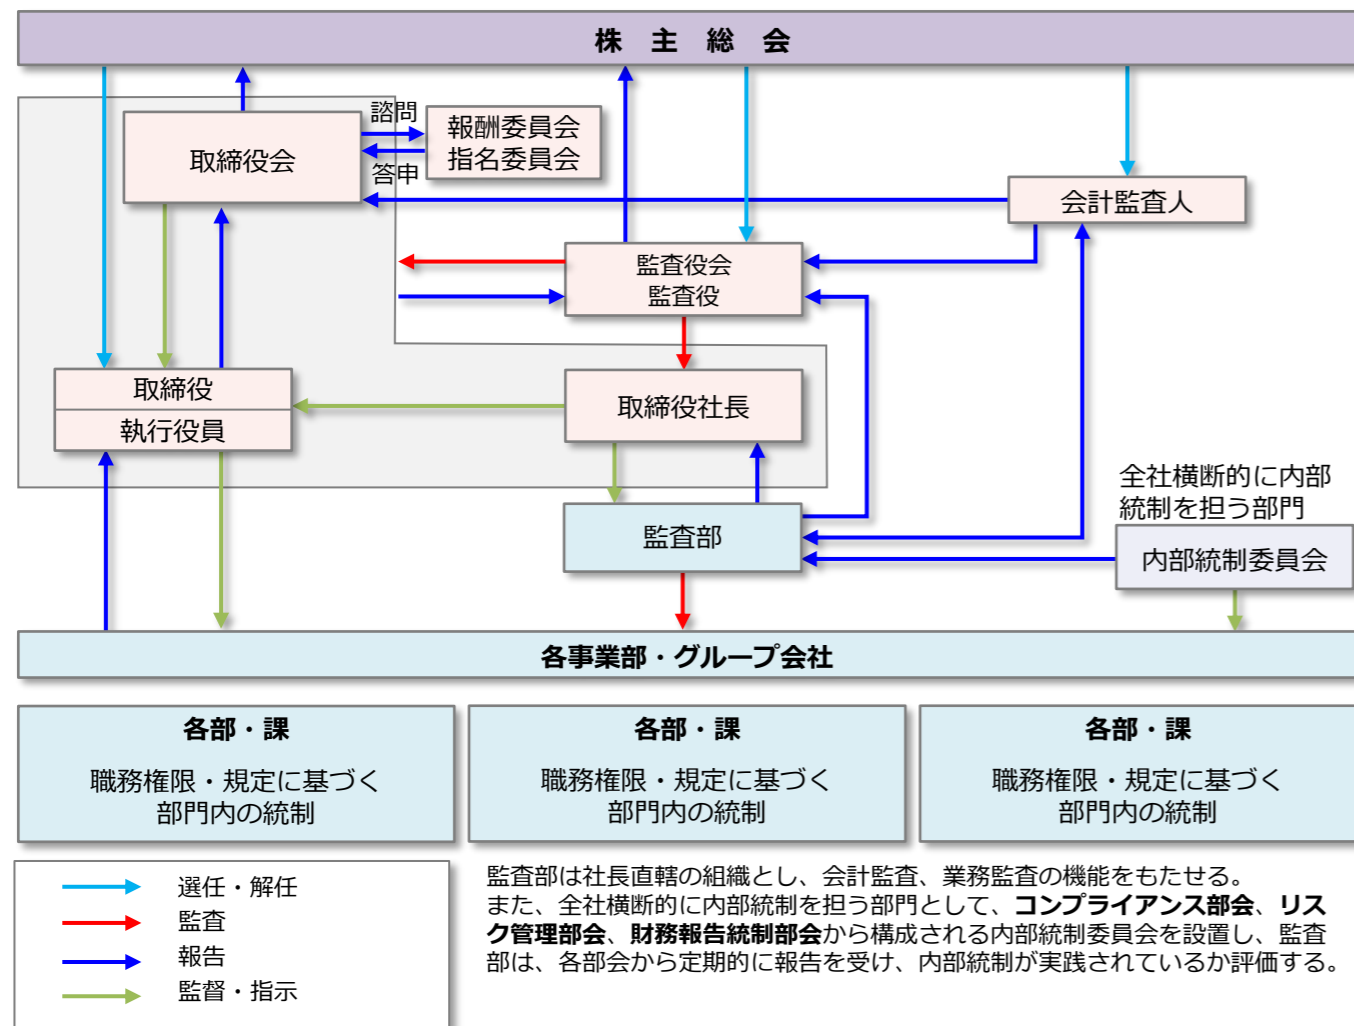 株 主 総 会
諮問
取締役会
報酬委員会
指名委員会
答申
会計監査人
監査役会
監査役
取締役
執行役員
取締役社長
全社横断的に内部
統制を担う部門
監査部
内部統制委員会
各事業部・グループ会社
各部・課
職務権限・規定に基づく
部門内の統制
各部・課
職務権限・規定に基づく
部門内の統制
各部・課
職務権限・規定に基づく
部門内の統制
選任・解任
監査
報告
監督・指示
監査部は社長直轄の組織とし、会計監査、業務監査の機能をもたせる。
また、全社横断的に内部統制を担う部門として、コンプライアンス部会、リス
ク管理部会、財務報告統制部会から構成される内部統制委員会を設置し、監査
部は、各部会から定期的に報告を受け、内部統制が実践されているか評価する。